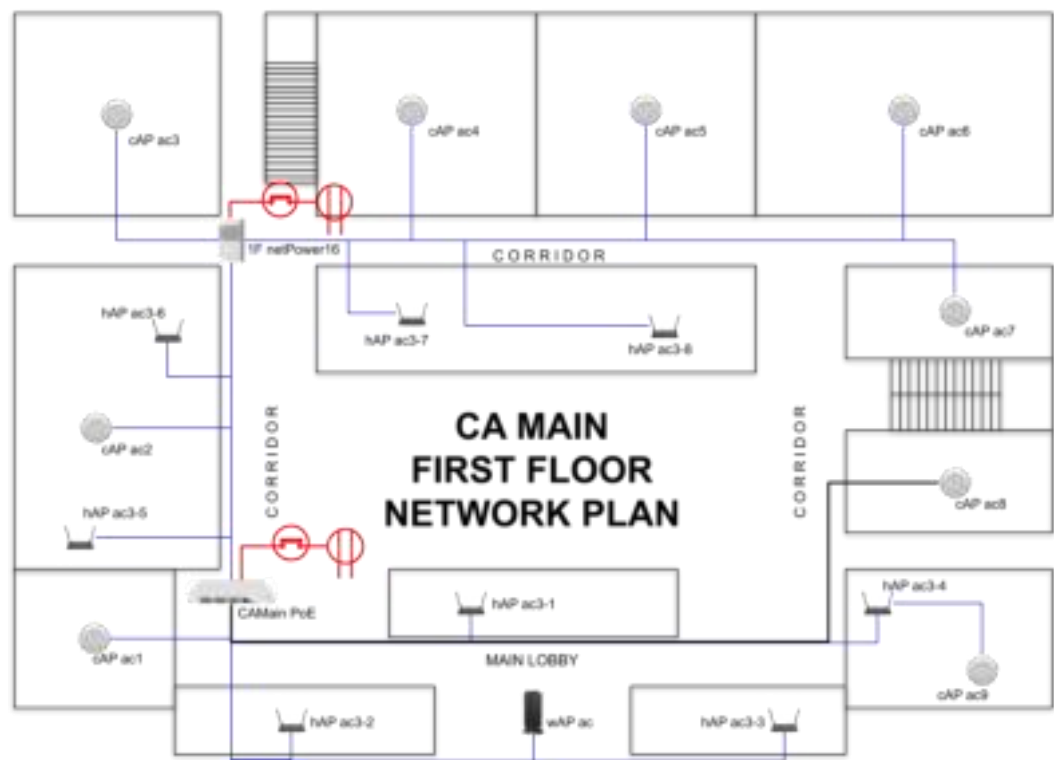 cAP ac3
cAP ac4
cAP ac5
cAP ac6
1F netPower16
CORRIDOR
hAP ac3-6
hAP ac3-7
hAP ac3-8
cAP ac7
CORRIDOR
CORRIDOR
CA MAIN
FIRST FLOOR
NETWORK PLAN
cAP ac2
hAP ac3-5
cAP ac8
CAMain PoE
hAP ac3-1
hAP ac3-4
cAP ac1
MAIN LOBBY
cAP ac9
hAP ac3-2
wAP ac
hAP ac3-3